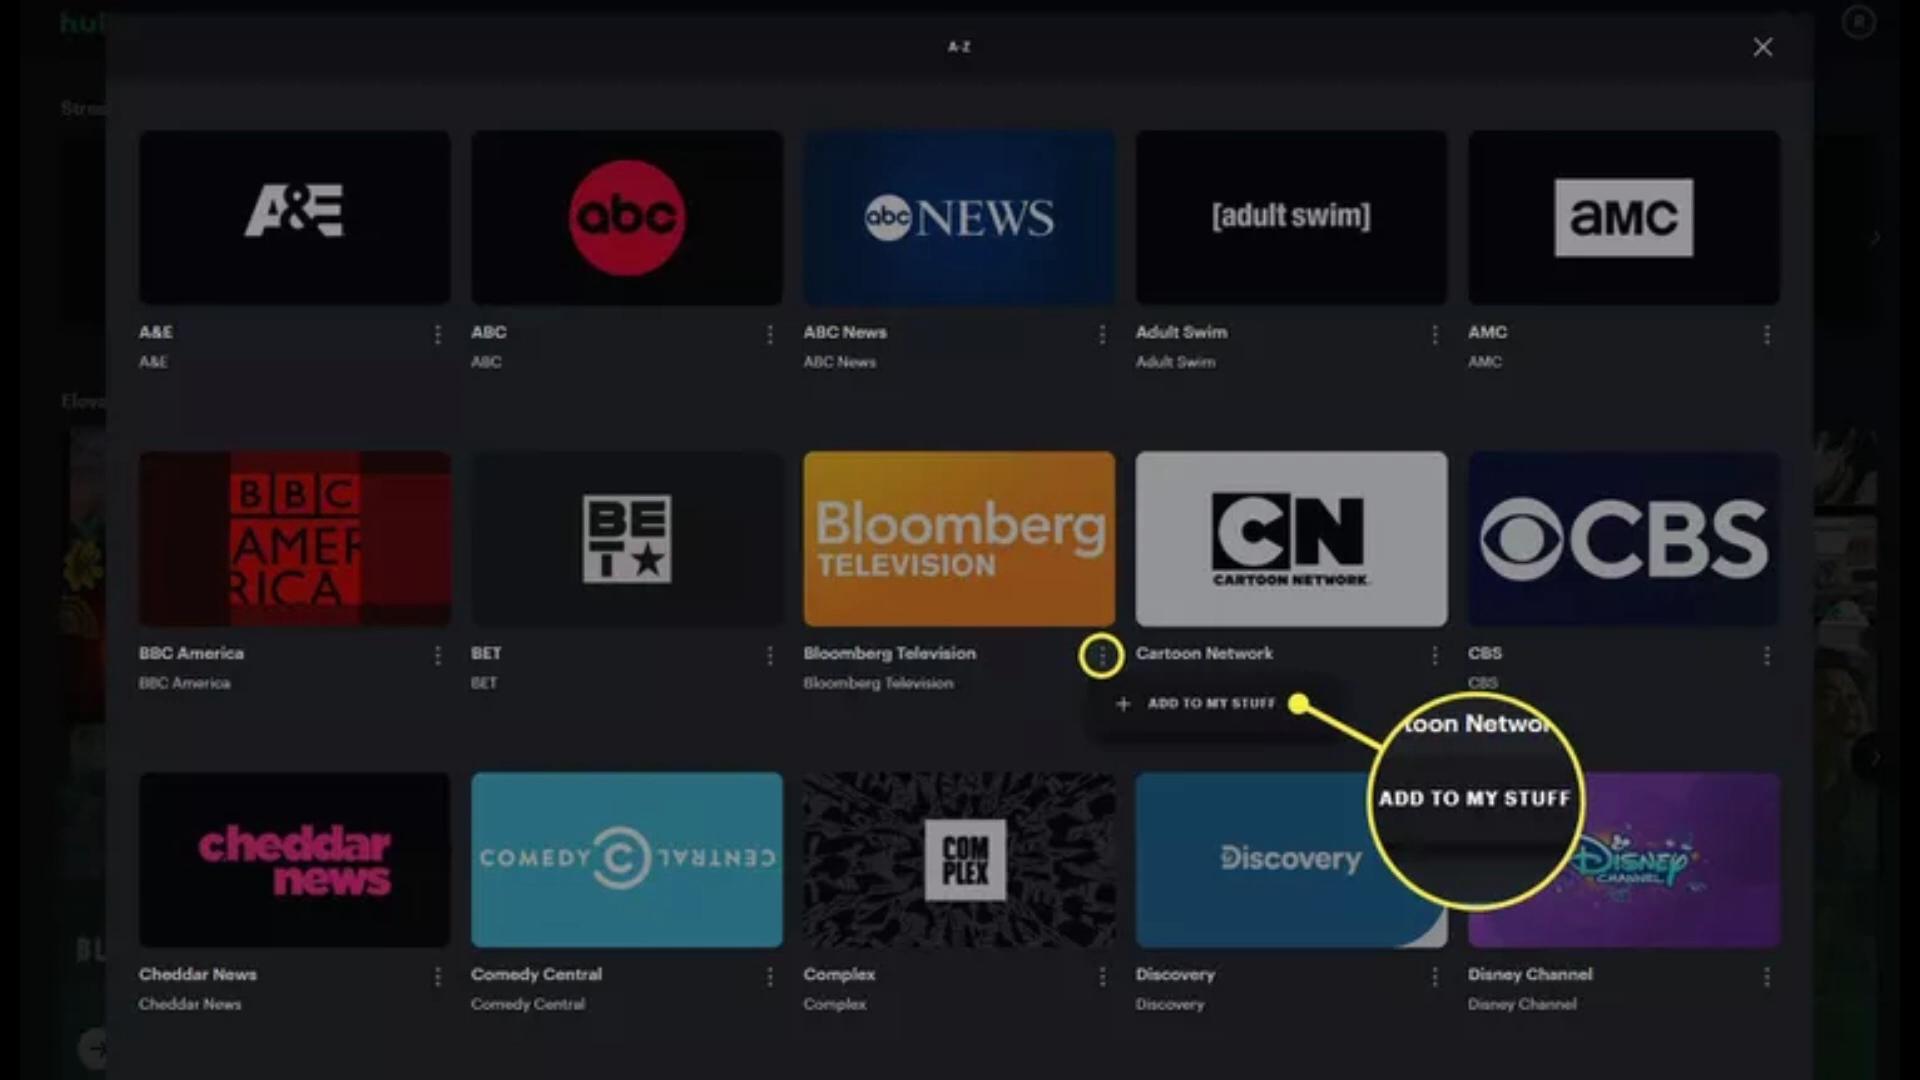 hulu
A-Z
R
A&E
abc
abc NEWS
[adult swim]
aMC
A&E
ABC
ABC News
Adult Swim
AMC
A&E
ABC
ABC News
Adult Swim
AMC
BBC
AMER
RICA
BE
T★
Bloomberg
TELEVISION
CN
CARTOON NETWORK
CBS
BBC America
BET
Bloomberg Television
Cartoon Network
CBS
BBC America
BET
Bloomberg Television
CBS
+ ADD TO MY STUFF
toon Networ
ADD TO MY STUFF
cheddar
news
COMEDY CENTRAL
COM
PLEX
Discovery
Disney
CHANNEL
Cheddar News
Comedy Central
Complex
Discovery
Disney Channel
Cheddar News
Comedy Central
Complex
Discovery
Disney Channel